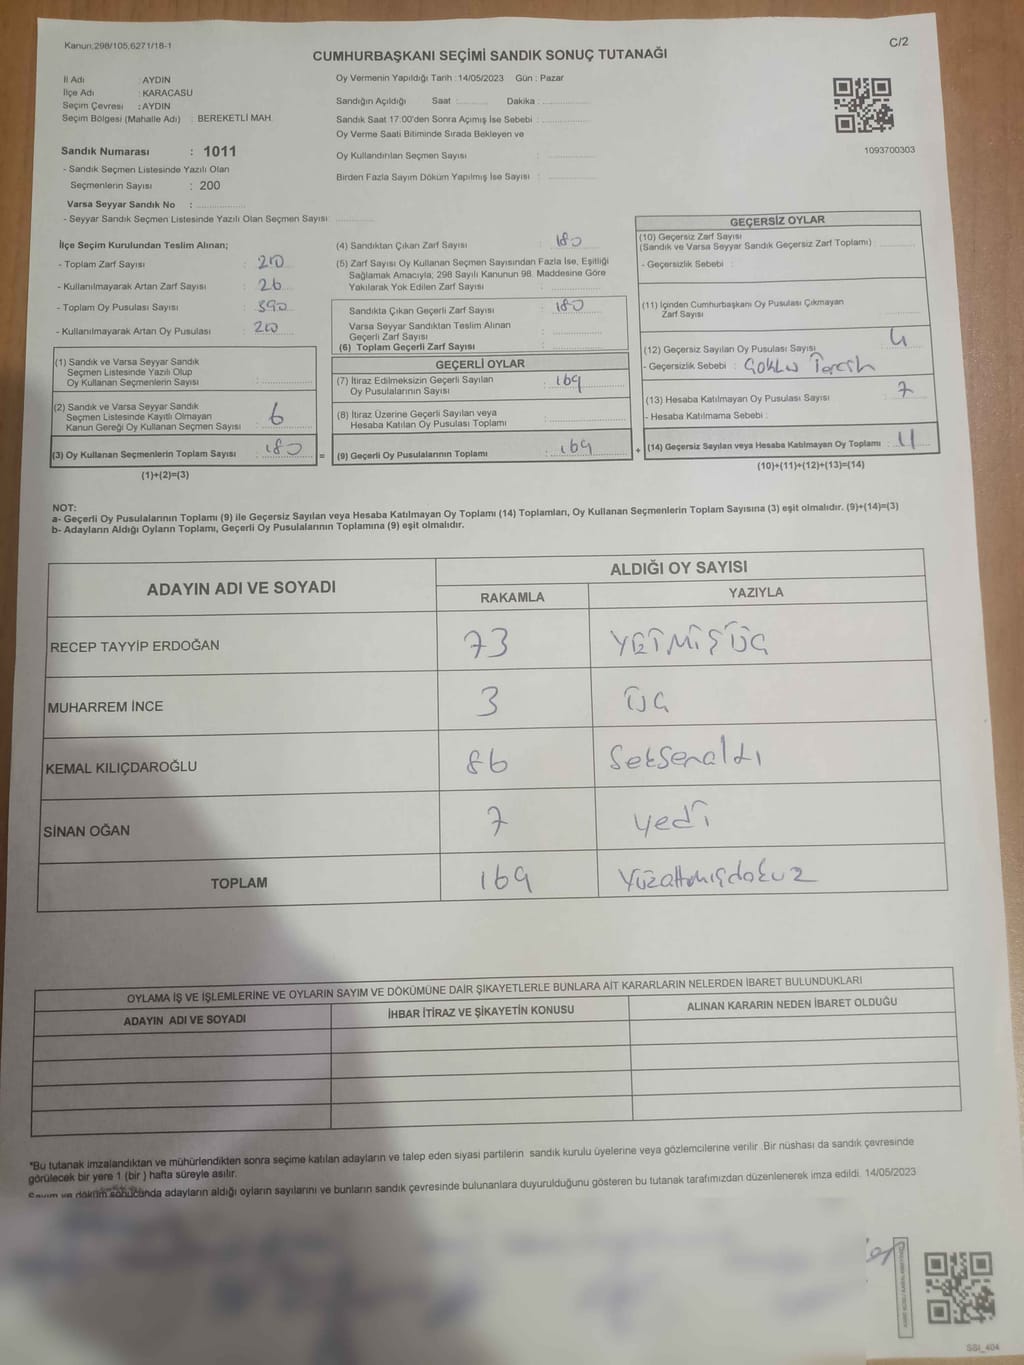 Kanun,298/105,6271/18-1
C/2
CUMHURBAŞKANI SEÇİMİ SANDIK SONUÇ TUTANAĞI
İl Adı : AYDIN
İlçe Adı : KARACASU
Seçim Çevresi : AYDIN
Seçim Bölgesi (Mahalle Adı) : BEREKETLİ MAH.
Sandık Numarası : 1011
- Sandık Seçmen Listesinde Yazılı Olan
Seçmenlerin Sayısı : 200
Varsa Seyyar Sandık No :
- Seyyar Sandık Seçmen Listesinde Yazılı Olan Seçmen Sayısı:
Oy Vermenin Yapıldığı Tarih :14/05/2023 Gün : Pazar
Sandığın Açıldığı Saat : Dakika :
Sandık Saat 17:00'den Sonra Açımış İse Sebebi :
Oy Verme Saati Bitiminde Sırada Bekleyen ve
Oy Kullandırılan Seçmen Sayısı :
Birden Fazla Sayım Döküm Yapılmış İse Sayısı :
1093700303
İlçe Seçim Kurulundan Teslim Alınan;
- Toplam Zarf Sayısı : 210
- Kullanılmayarak Artan Zarf Sayısı : 26
- Toplam Oy Pusulası Sayısı : 390
- Kullanılmayarak Artan Oy Pusulası : 210
(1) Sandık ve Varsa Seyyar Sandık
Seçmen Listesinde Yazılı Olup
Oy Kullanan Seçmenlerin Sayısı :
(2) Sandık ve Varsa Seyyar Sandık
Seçmen Listesinde Kayıtlı Olmayan
Kanun Gereği Oy Kullanan Seçmen Sayısı : 6
(3) Oy Kullanan Seçmenlerin Toplam Sayısı : 180
(1)+(2)=(3)
(4) Sandıktan Çıkan Zarf Sayısı : 180
(5) Zarf Sayısı Oy Kullanan Seçmen Sayısından Fazla İse, Eşitliği
Sağlamak Amacıyla; 298 Sayılı Kanunun 98. Maddesine Göre
Yakılarak Yok Edilen Zarf Sayısı :
Sandıkta Çıkan Geçerli Zarf Sayısı : 180
Varsa Seyyar Sandıktan Teslim Alınan
Geçerli Zarf Sayısı :
(6) Toplam Geçerli Zarf Sayısı :
GEÇERLİ OYLAR
(7) İtiraz Edilmeksizin Geçerli Sayılan
Oy Pusulalarının Sayısı : 169
(8) İtiraz Üzerine Geçerli Sayılan veya
Hesaba Katılan Oy Pusulası Toplamı :
= (9) Geçerli Oy Pusulalarının Toplamı : 169
GEÇERSİZ OYLAR
(10) Geçersiz Zarf Sayısı
(Sandık ve Varsa Seyyar Sandık Geçersiz Zarf Toplamı) :
- Geçersizlik Sebebi :
(11) İçinden Cumhurbaşkanı Oy Pusulası Çıkmayan
Zarf Sayısı :
(12) Geçersiz Sayılan Oy Pusulası Sayısı : 4
- Geçersizlik Sebebi : Çoklu Tercih
(13) Hesaba Katılmayan Oy Pusulası Sayısı : 7
- Hesaba Katılmama Sebebi :
+ (14) Geçersiz Sayılan veya Hesaba Katılmayan Oy Toplamı : 11
(10)+(11)+(12)+(13)=(14)
NOT:
a- Geçerli Oy Pusulalarının Toplamı (9) ile Geçersiz Sayılan veya Hesaba Katılmayan Oy Toplamı (14) Toplamları, Oy Kullanan Seçmenlerin Toplam Sayısına (3) eşit olmalıdır. (9)+(14)=(3)
b- Adayların Aldığı Oyların Toplamı, Geçerli Oy Pusulalarının Toplamına (9) eşit olmalıdır.
ADAYIN ADI VE SOYADI ALDIĞI OY SAYISI
RAKAMLA YAZIYLA
RECEP TAYYİP ERDOĞAN 73 YETMİŞÜÇ
MUHARREM İNCE 3 ÜÇ
KEMAL KILIÇDAROĞLU 86 Seksenaltı
SİNAN OĞAN 7 yedi
TOPLAM 169 Yüzaltmışdokuz
OYLAMA İŞ VE İŞLEMLERİNE VE OYLARIN SAYIM VE DÖKÜMÜNE DAİR ŞİKAYETLERLE BUNLARA AİT KARARLARIN NELERDEN İBARET BULUNDUKLARI
ADAYIN ADI VE SOYADI İHBAR İTİRAZ VE ŞİKAYETİN KONUSU ALINAN KARARIN NEDEN İBARET OLDUĞU
*Bu tutanak imzalandıktan ve mühürlendikten sonra seçime katılan adayların ve talep eden siyasi partilerin sandık kurulu üyelerine veya gözlemcilerine verilir. Bir nüshası da sandık çevresinde
görülecek bir yere 1 (bir ) hafta süreyle asılır.
Sayım ve döküm sonucunda adayların aldığı oyların sayılarını ve bunların sandık çevresinde bulunanlara duyurulduğunu gösteren bu tutanak tarafımızdan düzenlenerek imza edildi. 14/05/2023
SSI_404